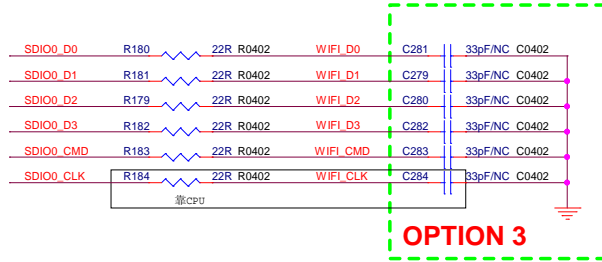 SDIO0_D0 R180 22R R0402 WIFI_D0 C281 33pF/NC C0402
SDIO0_D1 R181 22R R0402 WIFI_D1 C279 33pF/NC C0402
SDIO0_D2 R179 22R R0402 WIFI_D2 C280 33pF/NC C0402
SDIO0_D3 R182 22R R0402 WIFI_D3 C282 33pF/NC C0402
SDIO0_CMD R183 22R R0402 WIFI_CMD C283 33pF/NC C0402
SDIO0_CLK R184 22R R0402 WIFI_CLK C284 33pF/NC C0402
靠CPU
OPTION 3